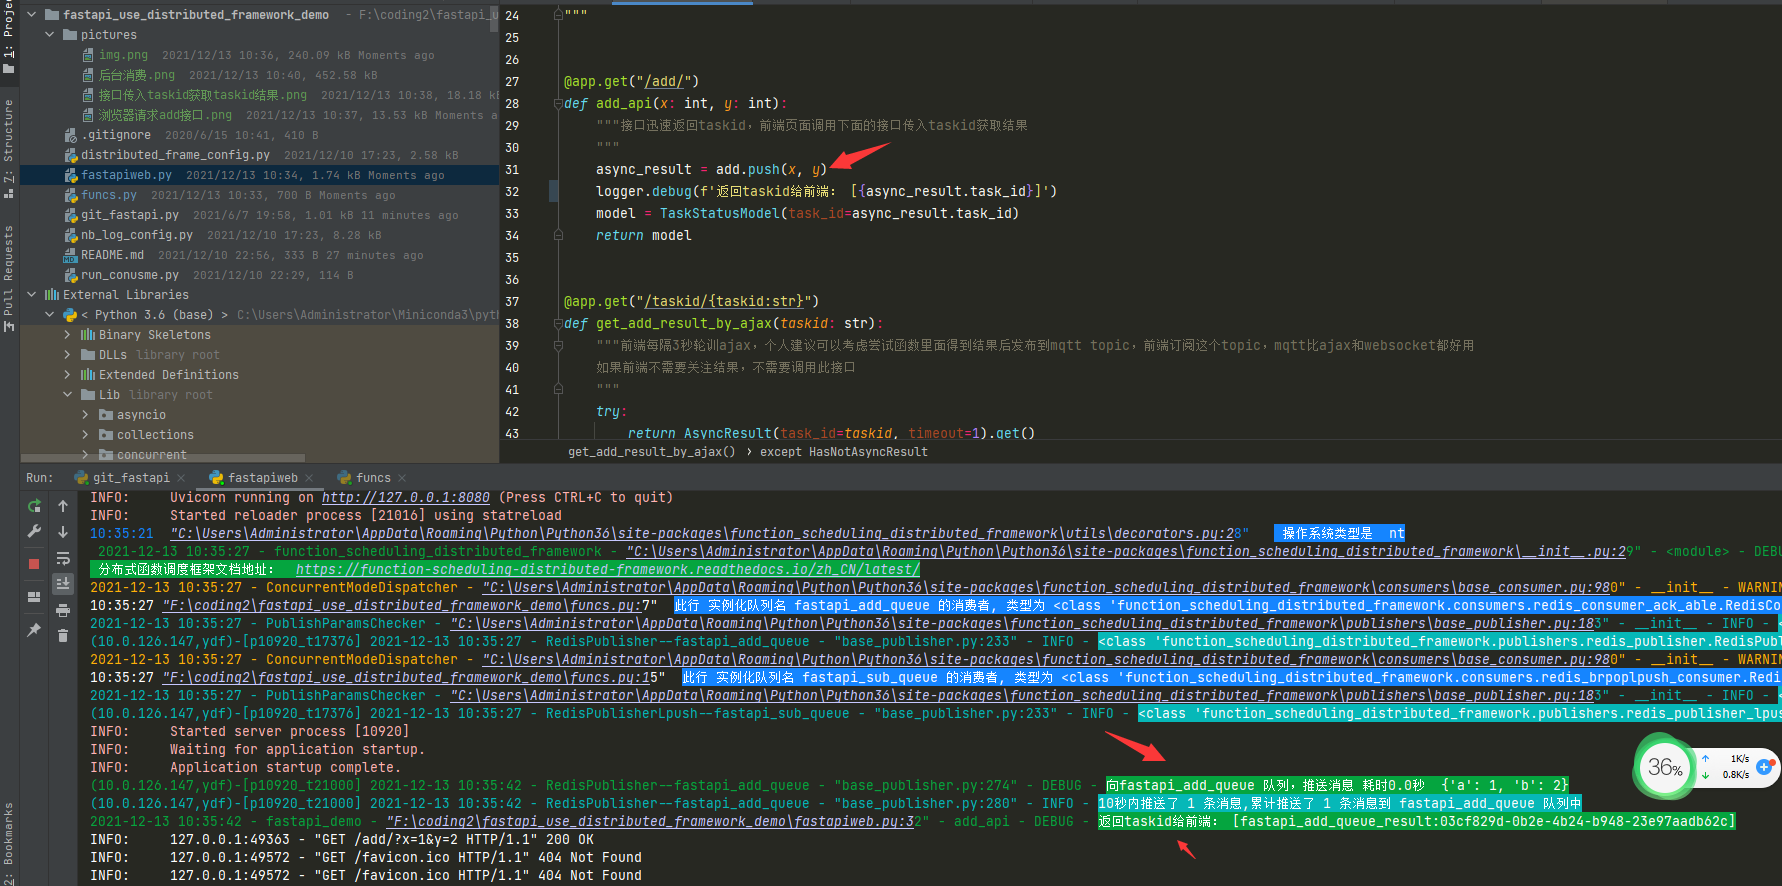 1: Project
fastapi_use_distributed_framework_demo - F:\coding2\fastapi_u
pictures
img.png 2021/12/13 10:36, 240.09 kB Moments ago
后台消费.png 2021/12/13 10:40, 452.58 kB
接口传入taskid获取taskid结果.png 2021/12/13 10:38, 18.18 k
浏览器请求add接口.png 2021/12/13 10:37, 13.53 kB Moments a
.gitignore 2020/6/15 10:41, 410 B
distributed_frame_config.py 2021/12/10 17:23, 2.58 kB
fastapiweb.py 2021/12/13 10:34, 1.74 kB Moments ago
funcs.py 2021/12/13 10:33, 700 B Moments ago
git_fastapi.py 2021/6/7 19:58, 1.01 kB 11 minutes ago
nb_log_config.py 2021/12/10 17:23, 8.28 kB
README.md 2021/12/10 22:56, 333 B 27 minutes ago
run_conusme.py 2021/12/10 22:29, 114 B
External Libraries
< Python 3.6 (base) > C:\Users\Administrator\Miniconda3\pyth
Binary Skeletons
DLLs library root
Extended Definitions
Lib library root
asyncio
collections
concurrent
Z: Structure
Pull Requests
2: Bookmarks
24 """
25
26
27 @app.get("/add/")
28 def add_api(x: int, y: int):
29 """接口迅速返回taskid，前端页面调用下面的接口传入taskid获取结果
30 """
31 async_result = add.push(x, y)
32 logger.debug(f'返回taskid给前端： [{async_result.task_id}]')
33 model = TaskStatusModel(task_id=async_result.task_id)
34 return model
35
36
37 @app.get("/taskid/{taskid:str}")
38 def get_add_result_by_ajax(taskid: str):
39 """前端每隔3秒轮训ajax，个人建议可以考虑尝试函数里面得到结果后发布到mqtt topic，前端订阅这个topic，mqtt比ajax和websocket都好用
40 如果前端不需要关注结果，不需要调用此接口
41 """
42 try:
43 return AsyncResult(task_id=taskid, timeout=1).get()
get_add_result_by_ajax() › except HasNotAsyncResult
Run: git_fastapi × fastapiweb × funcs ×
INFO: Uvicorn running on http://127.0.0.1:8080 (Press CTRL+C to quit)
INFO: Started reloader process [21016] using statreload
10:35:21 "C:\Users\Administrator\AppData\Roaming\Python\Python36\site-packages\function_scheduling_distributed_framework\utils\decorators.py:28" 操作系统类型是 nt
2021-12-13 10:35:27 - function_scheduling_distributed_framework - "C:\Users\Administrator\AppData\Roaming\Python\Python36\site-packages\function_scheduling_distributed_framework\__init__.py:29" - <module> - DEBU
分布式函数调度框架文档地址： https://function-scheduling-distributed-framework.readthedocs.io/zh_CN/latest/
2021-12-13 10:35:27 - ConcurrentModeDispatcher - "C:\Users\Administrator\AppData\Roaming\Python\Python36\site-packages\function_scheduling_distributed_framework\consumers\base_consumer.py:980" - __init__ - WARNIN
10:35:27 "F:\coding2\fastapi_use_distributed_framework_demo\funcs.py:7" 此行 实例化队列名 fastapi_add_queue 的消费者, 类型为 <class 'function_scheduling_distributed_framework.consumers.redis_consumer_ack_able.RedisCo
2021-12-13 10:35:27 - PublishParamsChecker - "C:\Users\Administrator\AppData\Roaming\Python\Python36\site-packages\function_scheduling_distributed_framework\publishers\base_publisher.py:183" - __init__ - INFO - <
(10.0.126.147,ydf)-[p10920_t17376] 2021-12-13 10:35:27 - RedisPublisher--fastapi_add_queue - "base_publisher.py:233" - INFO - <class 'function_scheduling_distributed_framework.publishers.redis_publisher.RedisPubl
2021-12-13 10:35:27 - ConcurrentModeDispatcher - "C:\Users\Administrator\AppData\Roaming\Python\Python36\site-packages\function_scheduling_distributed_framework\consumers\base_consumer.py:980" - __init__ - WARNIN
10:35:27 "F:\coding2\fastapi_use_distributed_framework_demo\funcs.py:15" 此行 实例化队列名 fastapi_sub_queue 的消费者, 类型为 <class 'function_scheduling_distributed_framework.consumers.redis_brpoplpush_consumer.Redi
2021-12-13 10:35:27 - PublishParamsChecker - "C:\Users\Administrator\AppData\Roaming\Python\Python36\site-packages\function_scheduling_distributed_framework\publishers\base_publisher.py:183" - __init__ - INFO - <
(10.0.126.147,ydf)-[p10920_t17376] 2021-12-13 10:35:27 - RedisPublisherLpush--fastapi_sub_queue - "base_publisher.py:233" - INFO - <class 'function_scheduling_distributed_framework.publishers.redis_publisher_lpus
INFO: Started server process [10920]
INFO: Waiting for application startup.
INFO: Application startup complete.
(10.0.126.147,ydf)-[p10920_t21000] 2021-12-13 10:35:42 - RedisPublisher--fastapi_add_queue - "base_publisher.py:274" - DEBUG - 向fastapi_add_queue 队列，推送消息 耗时0.0秒 {'a': 1, 'b': 2}
(10.0.126.147,ydf)-[p10920_t21000] 2021-12-13 10:35:42 - RedisPublisher--fastapi_add_queue - "base_publisher.py:280" - INFO - 10秒内推送了 1 条消息,累计推送了 1 条消息到 fastapi_add_queue 队列中
2021-12-13 10:35:42 - fastapi_demo - "F:\coding2\fastapi_use_distributed_framework_demo\fastapiweb.py:32" - add_api - DEBUG - 返回taskid给前端： [fastapi_add_queue_result:03cf829d-0b2e-4b24-b948-23e97aadb62c]
INFO: 127.0.0.1:49363 - "GET /add/?x=1&y=2 HTTP/1.1" 200 OK
INFO: 127.0.0.1:49572 - "GET /favicon.ico HTTP/1.1" 404 Not Found
INFO: 127.0.0.1:49572 - "GET /favicon.ico HTTP/1.1" 404 Not Found
36%
↑ 1K/s
↓ 0.8K/s